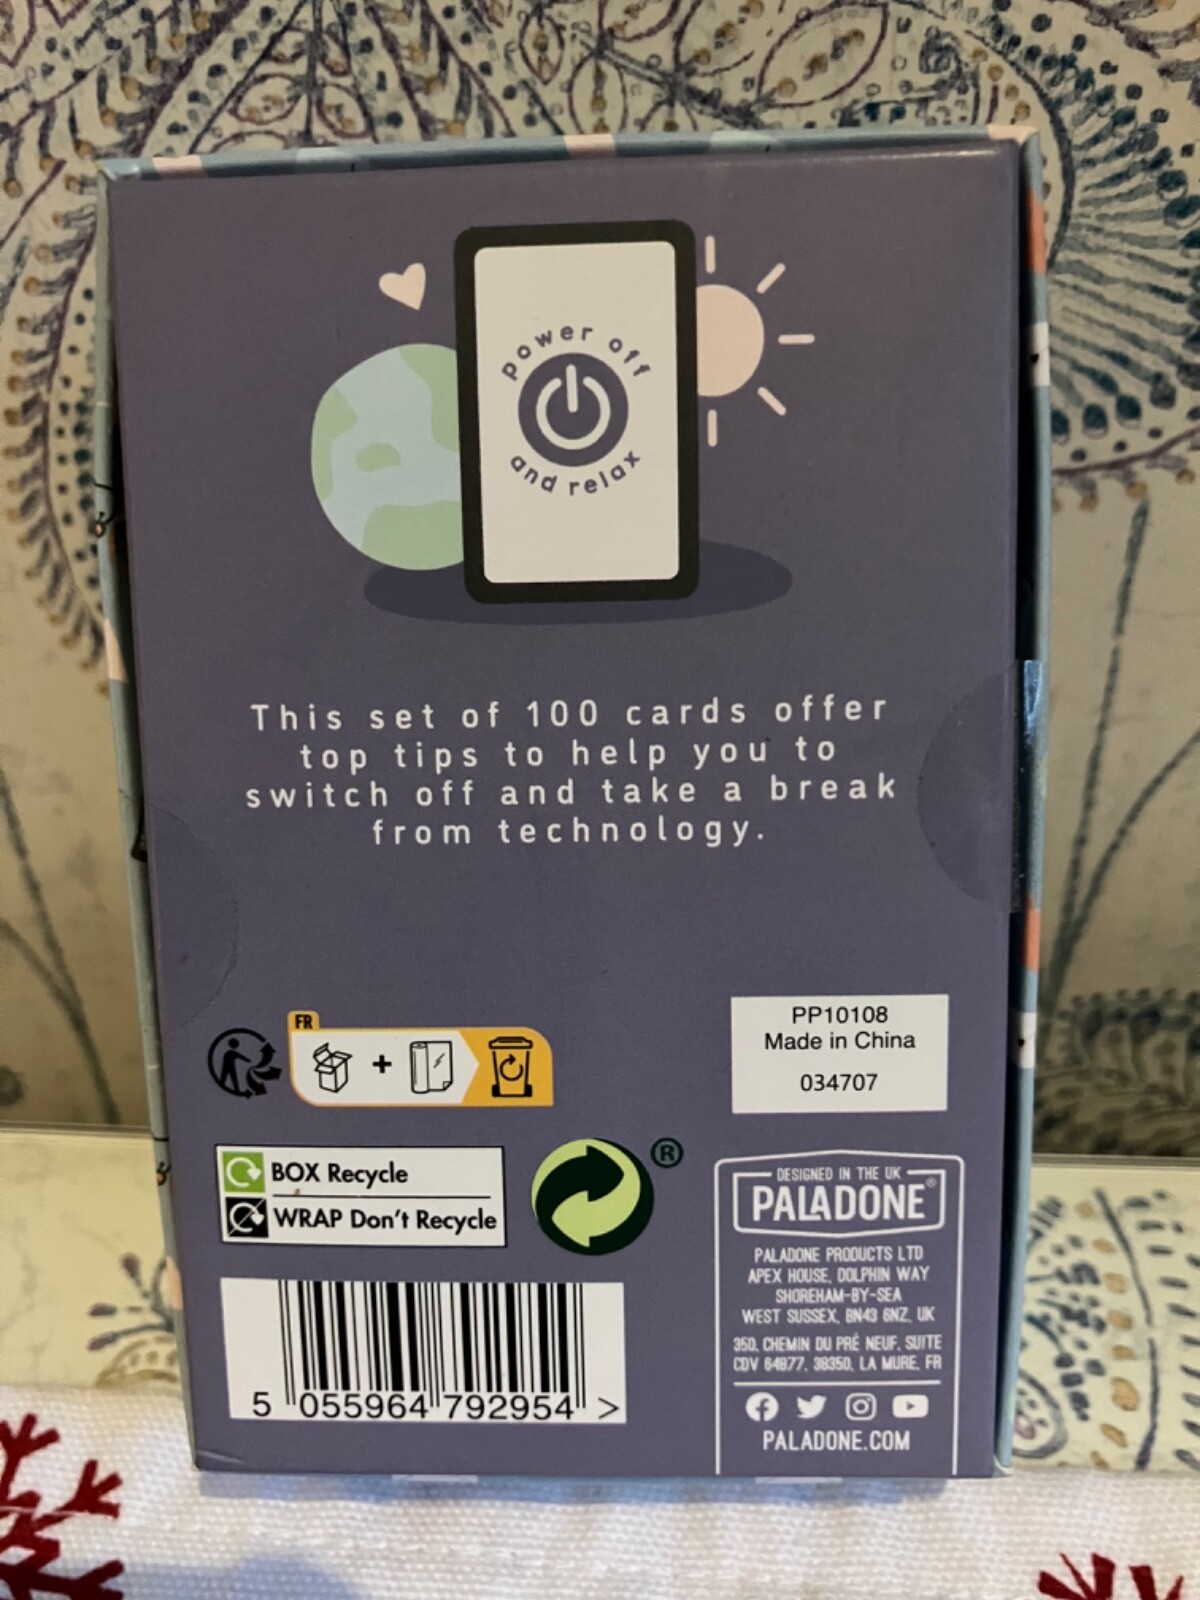 power off
and relax
This set of 100 cards offer
top tips to help you to
switch off and take a break
from technology.
FR
+
PP10108
Made in China
034707
BOX Recycle
WRAP Don't Recycle
®
DESIGNED IN THE UK
PALADONE®
PALADONE PRODUCTS LTD
APEX HOUSE, DOLPHIN WAY
SHOREHAM-BY-SEA
WEST SUSSEX, BN43 6NZ, UK
350, CHEMIN DU PRÉ NEUF, SUITE
CDV 64877, 38350, LA MURE, FR
PALADONE.COM
5 055964 792954 >